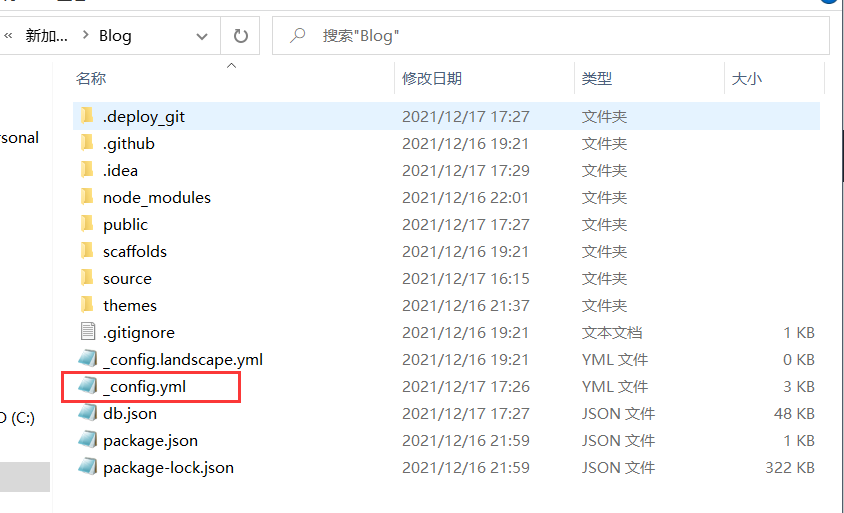 « 新加... › Blog 搜索"Blog"
名称 修改日期 类型 大小
.deploy_git 2021/12/17 17:27 文件夹
.github 2021/12/16 19:21 文件夹
.idea 2021/12/17 17:29 文件夹
node_modules 2021/12/16 22:01 文件夹
public 2021/12/17 17:27 文件夹
scaffolds 2021/12/16 19:21 文件夹
source 2021/12/17 16:15 文件夹
themes 2021/12/16 21:37 文件夹
.gitignore 2021/12/16 19:21 文本文档 1 KB
_config.landscape.yml 2021/12/16 19:21 YML 文件 0 KB
_config.yml 2021/12/17 17:26 YML 文件 3 KB
db.json 2021/12/17 17:27 JSON 文件 48 KB
package.json 2021/12/16 21:59 JSON 文件 1 KB
package-lock.json 2021/12/16 21:59 JSON 文件 322 KB
rsonal
(C:)